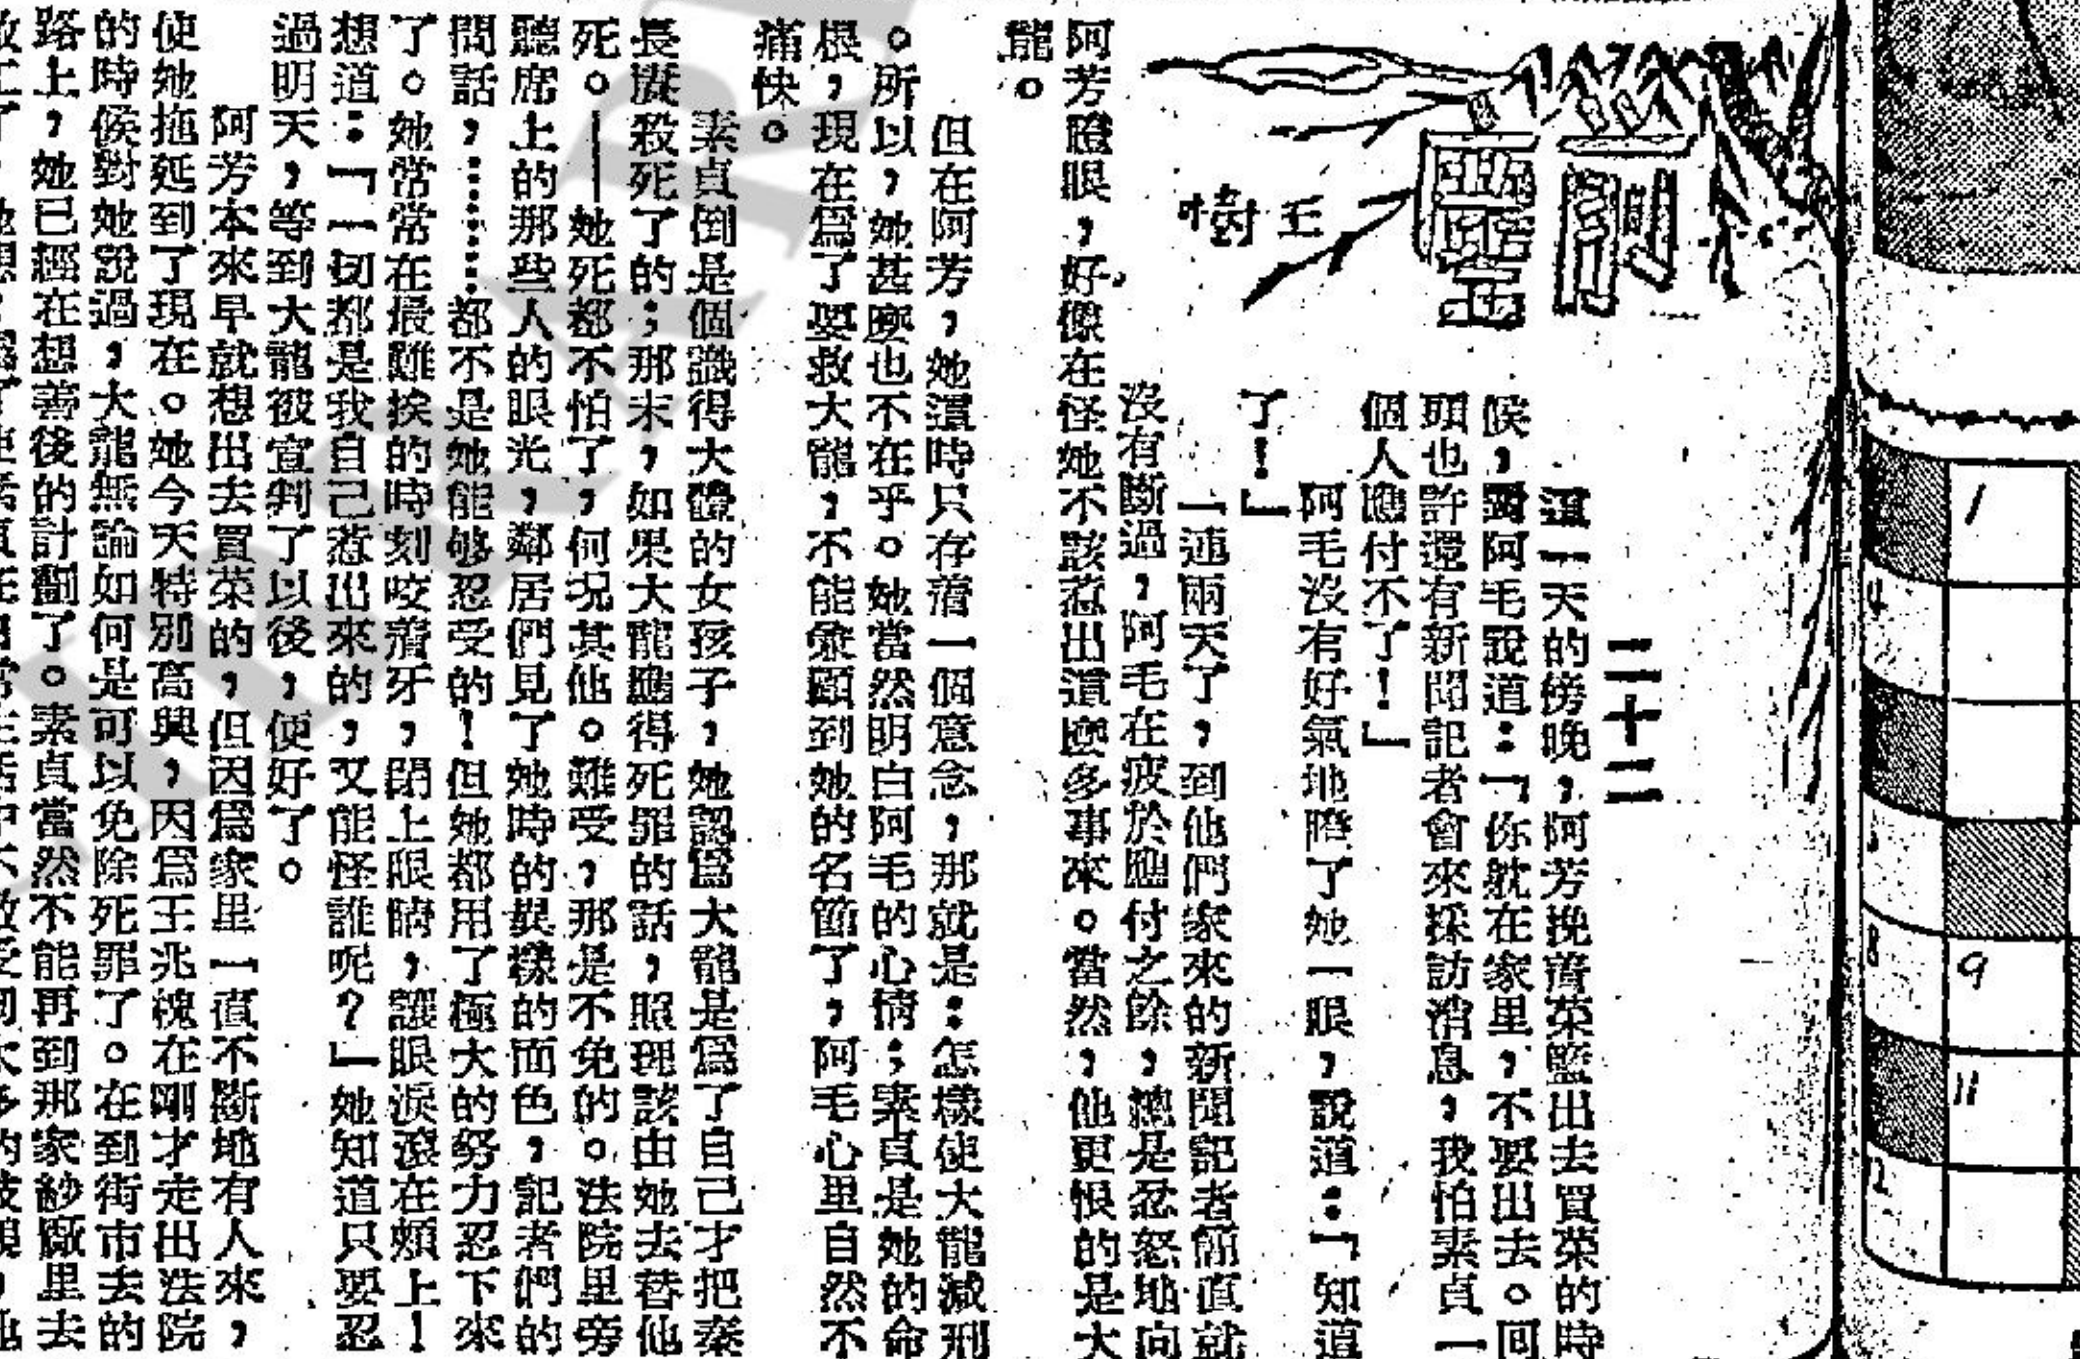 王樹
二十二
這一天的傍晚，阿芳挽着菜籃出去買菜的時
候，對阿毛說道：「你就在家里，不要出去。回
頭也許還有新聞記者會來採訪消息，我怕素貞一
個人應付不了！」
阿毛沒有好氣地瞪了她一眼，說道：「知道
了！」
一連兩天了，到他們家來的新聞記者簡直就
沒有斷過，阿毛在疲於應付之餘，總是忿怒地向
阿芳瞪眼，好像在怪她不該惹出這麼多事來。當然，他更恨的是大
龍。
但在阿芳，她這時只存着一個意念，那就是：怎樣使大龍減刑
。所以，她甚麼也不在乎。她當然明白阿毛的心情；素貞是她的命
根，現在爲了要救大龍，不能兼顧到她的名節了，阿毛心里自然不
痛快。
素貞倒是個識得大體的女孩子，她認爲大龍是爲了自己才把秦
長庚殺死了的；那末，如果大龍應得死罪的話，照理該由她去替他
死。——她死都不怕了，何況其他。難受，那是不免的。法院里旁
聽席上的那些人的眼光，鄰居們見了她時的異樣的面色，記者們的
問話，………都不是她能够忍受的！但她都用了極大的努力忍下來
了。她常常在最難挨的時刻咬着牙，閉上眼睛，讓眼淚滾在頰上！
想道：「一切都是我自己惹出來的，又能怪誰呢？」她知道只要忍
過明天，等到大龍被宣判了以後，便好了。
阿芳本來早就想出去買菜的，但因爲家里一直不斷地有人來，
使她拖延到了現在。她今天特別高興，因爲王兆槐在剛才走出法院
的時候對她說過，大龍無論如何是可以免除死罪了。在到街市去的
路上，她已經在想善後的計劃了。素貞當然不能再到那家紗廠里去
1
4
8
9
11
12